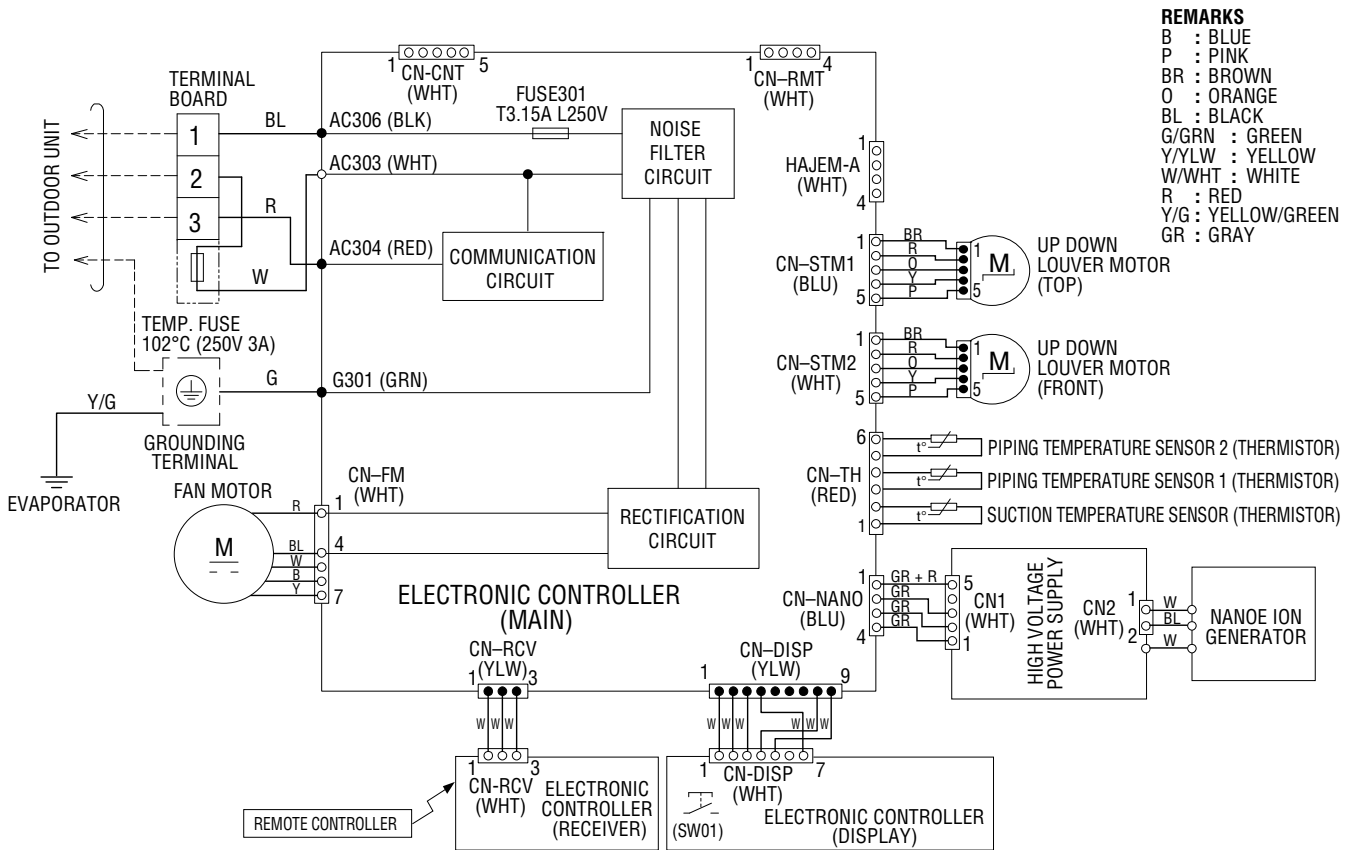 REMARKS
B : BLUE
P : PINK
BR : BROWN
O : ORANGE
BL : BLACK
G/GRN : GREEN
Y/YLW : YELLOW
W/WHT : WHITE
R : RED
Y/G : YELLOW/GREEN
GR : GRAY
1 5
CN-CNT
(WHT)
1 4
CN–RMT
(WHT)
TERMINAL
BOARD
TO OUTDOOR UNIT
1
2
3
BL
R
W
AC306 (BLK)
FUSE301
T3.15A L250V
AC303 (WHT)
AC304 (RED)
NOISE
FILTER
CIRCUIT
COMMUNICATION
CIRCUIT
TEMP. FUSE
102°C (250V 3A)
G
G301 (GRN)
Y/G
GROUNDING
TERMINAL
EVAPORATOR
FAN MOTOR
M
R
BL
W
B
Y
CN–FM
(WHT)
1
4
7
RECTIFICATION
CIRCUIT
ELECTRONIC CONTROLLER
(MAIN)
1
HAJEM-A
(WHT)
4
1
CN–STM1
(BLU)
5
BR
R
O
Y
P
1
5
M
UP DOWN
LOUVER MOTOR
(TOP)
1
CN–STM2
(WHT)
5
BR
R
O
Y
P
1
5
M
UP DOWN
LOUVER MOTOR
(FRONT)
6
CN–TH
(RED)
1
t° PIPING TEMPERATURE SENSOR 2 (THERMISTOR)
t° PIPING TEMPERATURE SENSOR 1 (THERMISTOR)
t° SUCTION TEMPERATURE SENSOR (THERMISTOR)
1
CN–NANO
(BLU)
4
GR + R
GR
GR
GR
5
CN1
(WHT)
1
HIGH VOLTAGE
POWER SUPPLY
CN2
(WHT)
1
2
W
BL
W
NANOE ION
GENERATOR
CN–RCV
(YLW)
1 3
W W W
1 3
CN-RCV
(WHT)
ELECTRONIC
CONTROLLER
(RECEIVER)
REMOTE CONTROLLER
CN–DISP
(YLW)
1 9
W W W W W W
1 7
CN-DISP
(WHT)
(SW01)
ELECTRONIC CONTROLLER
(DISPLAY)